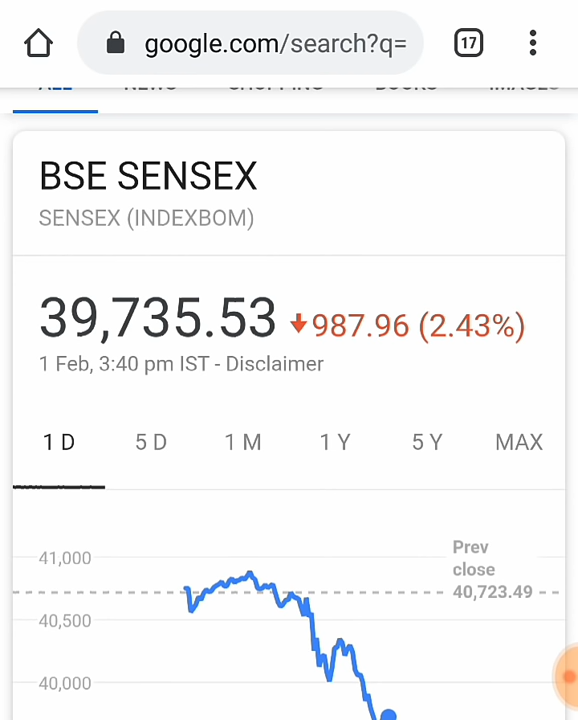 google.com/search?q=
17
BSE SENSEX
SENSEX (INDEXBOM)
39,735.53 987.96 (2.43%)
1 Feb, 3:40 pm IST - Disclaimer
1 D 5 D 1 M 1 Y 5 Y MAX
Prev
close
40,723.49
41,000
40,500
40,000